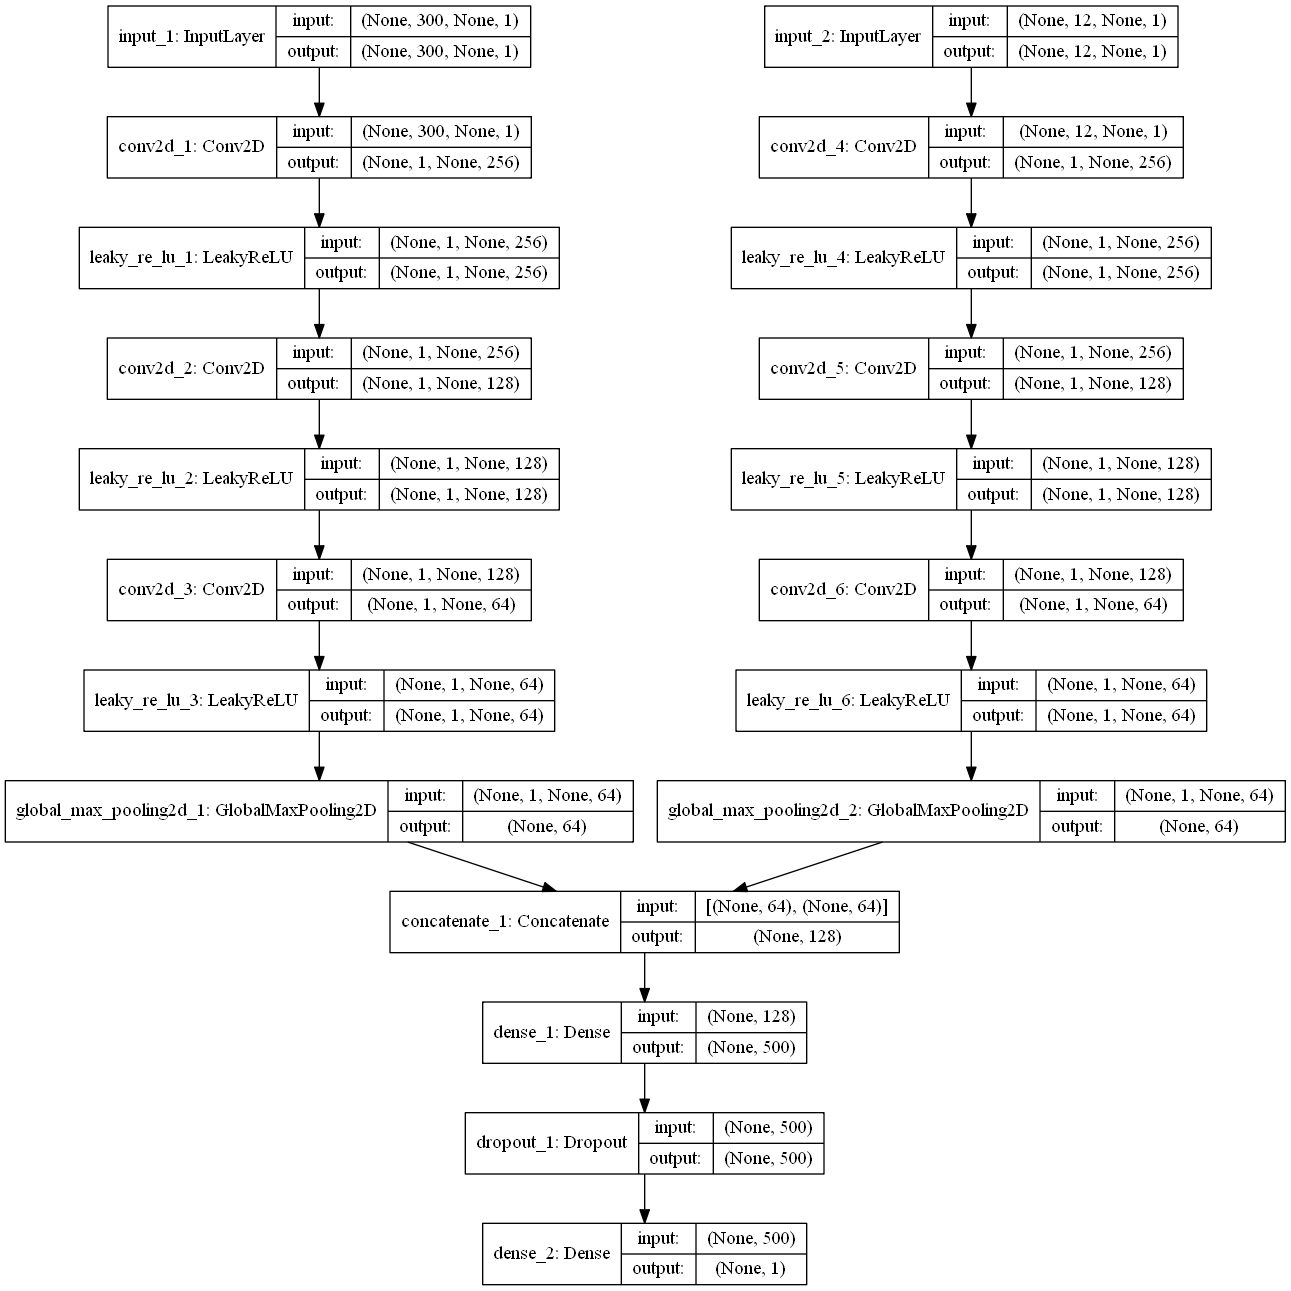 input_1: InputLayer
input: (None, 300, None, 1)
output: (None, 300, None, 1)
conv2d_1: Conv2D
input: (None, 300, None, 1)
output: (None, 1, None, 256)
leaky_re_lu_1: LeakyReLU
input: (None, 1, None, 256)
output: (None, 1, None, 256)
conv2d_2: Conv2D
input: (None, 1, None, 256)
output: (None, 1, None, 128)
leaky_re_lu_2: LeakyReLU
input: (None, 1, None, 128)
output: (None, 1, None, 128)
conv2d_3: Conv2D
input: (None, 1, None, 128)
output: (None, 1, None, 64)
leaky_re_lu_3: LeakyReLU
input: (None, 1, None, 64)
output: (None, 1, None, 64)
global_max_pooling2d_1: GlobalMaxPooling2D
input: (None, 1, None, 64)
output: (None, 64)
input_2: InputLayer
input: (None, 12, None, 1)
output: (None, 12, None, 1)
conv2d_4: Conv2D
input: (None, 12, None, 1)
output: (None, 1, None, 256)
leaky_re_lu_4: LeakyReLU
input: (None, 1, None, 256)
output: (None, 1, None, 256)
conv2d_5: Conv2D
input: (None, 1, None, 256)
output: (None, 1, None, 128)
leaky_re_lu_5: LeakyReLU
input: (None, 1, None, 128)
output: (None, 1, None, 128)
conv2d_6: Conv2D
input: (None, 1, None, 128)
output: (None, 1, None, 64)
leaky_re_lu_6: LeakyReLU
input: (None, 1, None, 64)
output: (None, 1, None, 64)
global_max_pooling2d_2: GlobalMaxPooling2D
input: (None, 1, None, 64)
output: (None, 64)
concatenate_1: Concatenate
input: [(None, 64), (None, 64)]
output: (None, 128)
dense_1: Dense
input: (None, 128)
output: (None, 500)
dropout_1: Dropout
input: (None, 500)
output: (None, 500)
dense_2: Dense
input: (None, 500)
output: (None, 1)